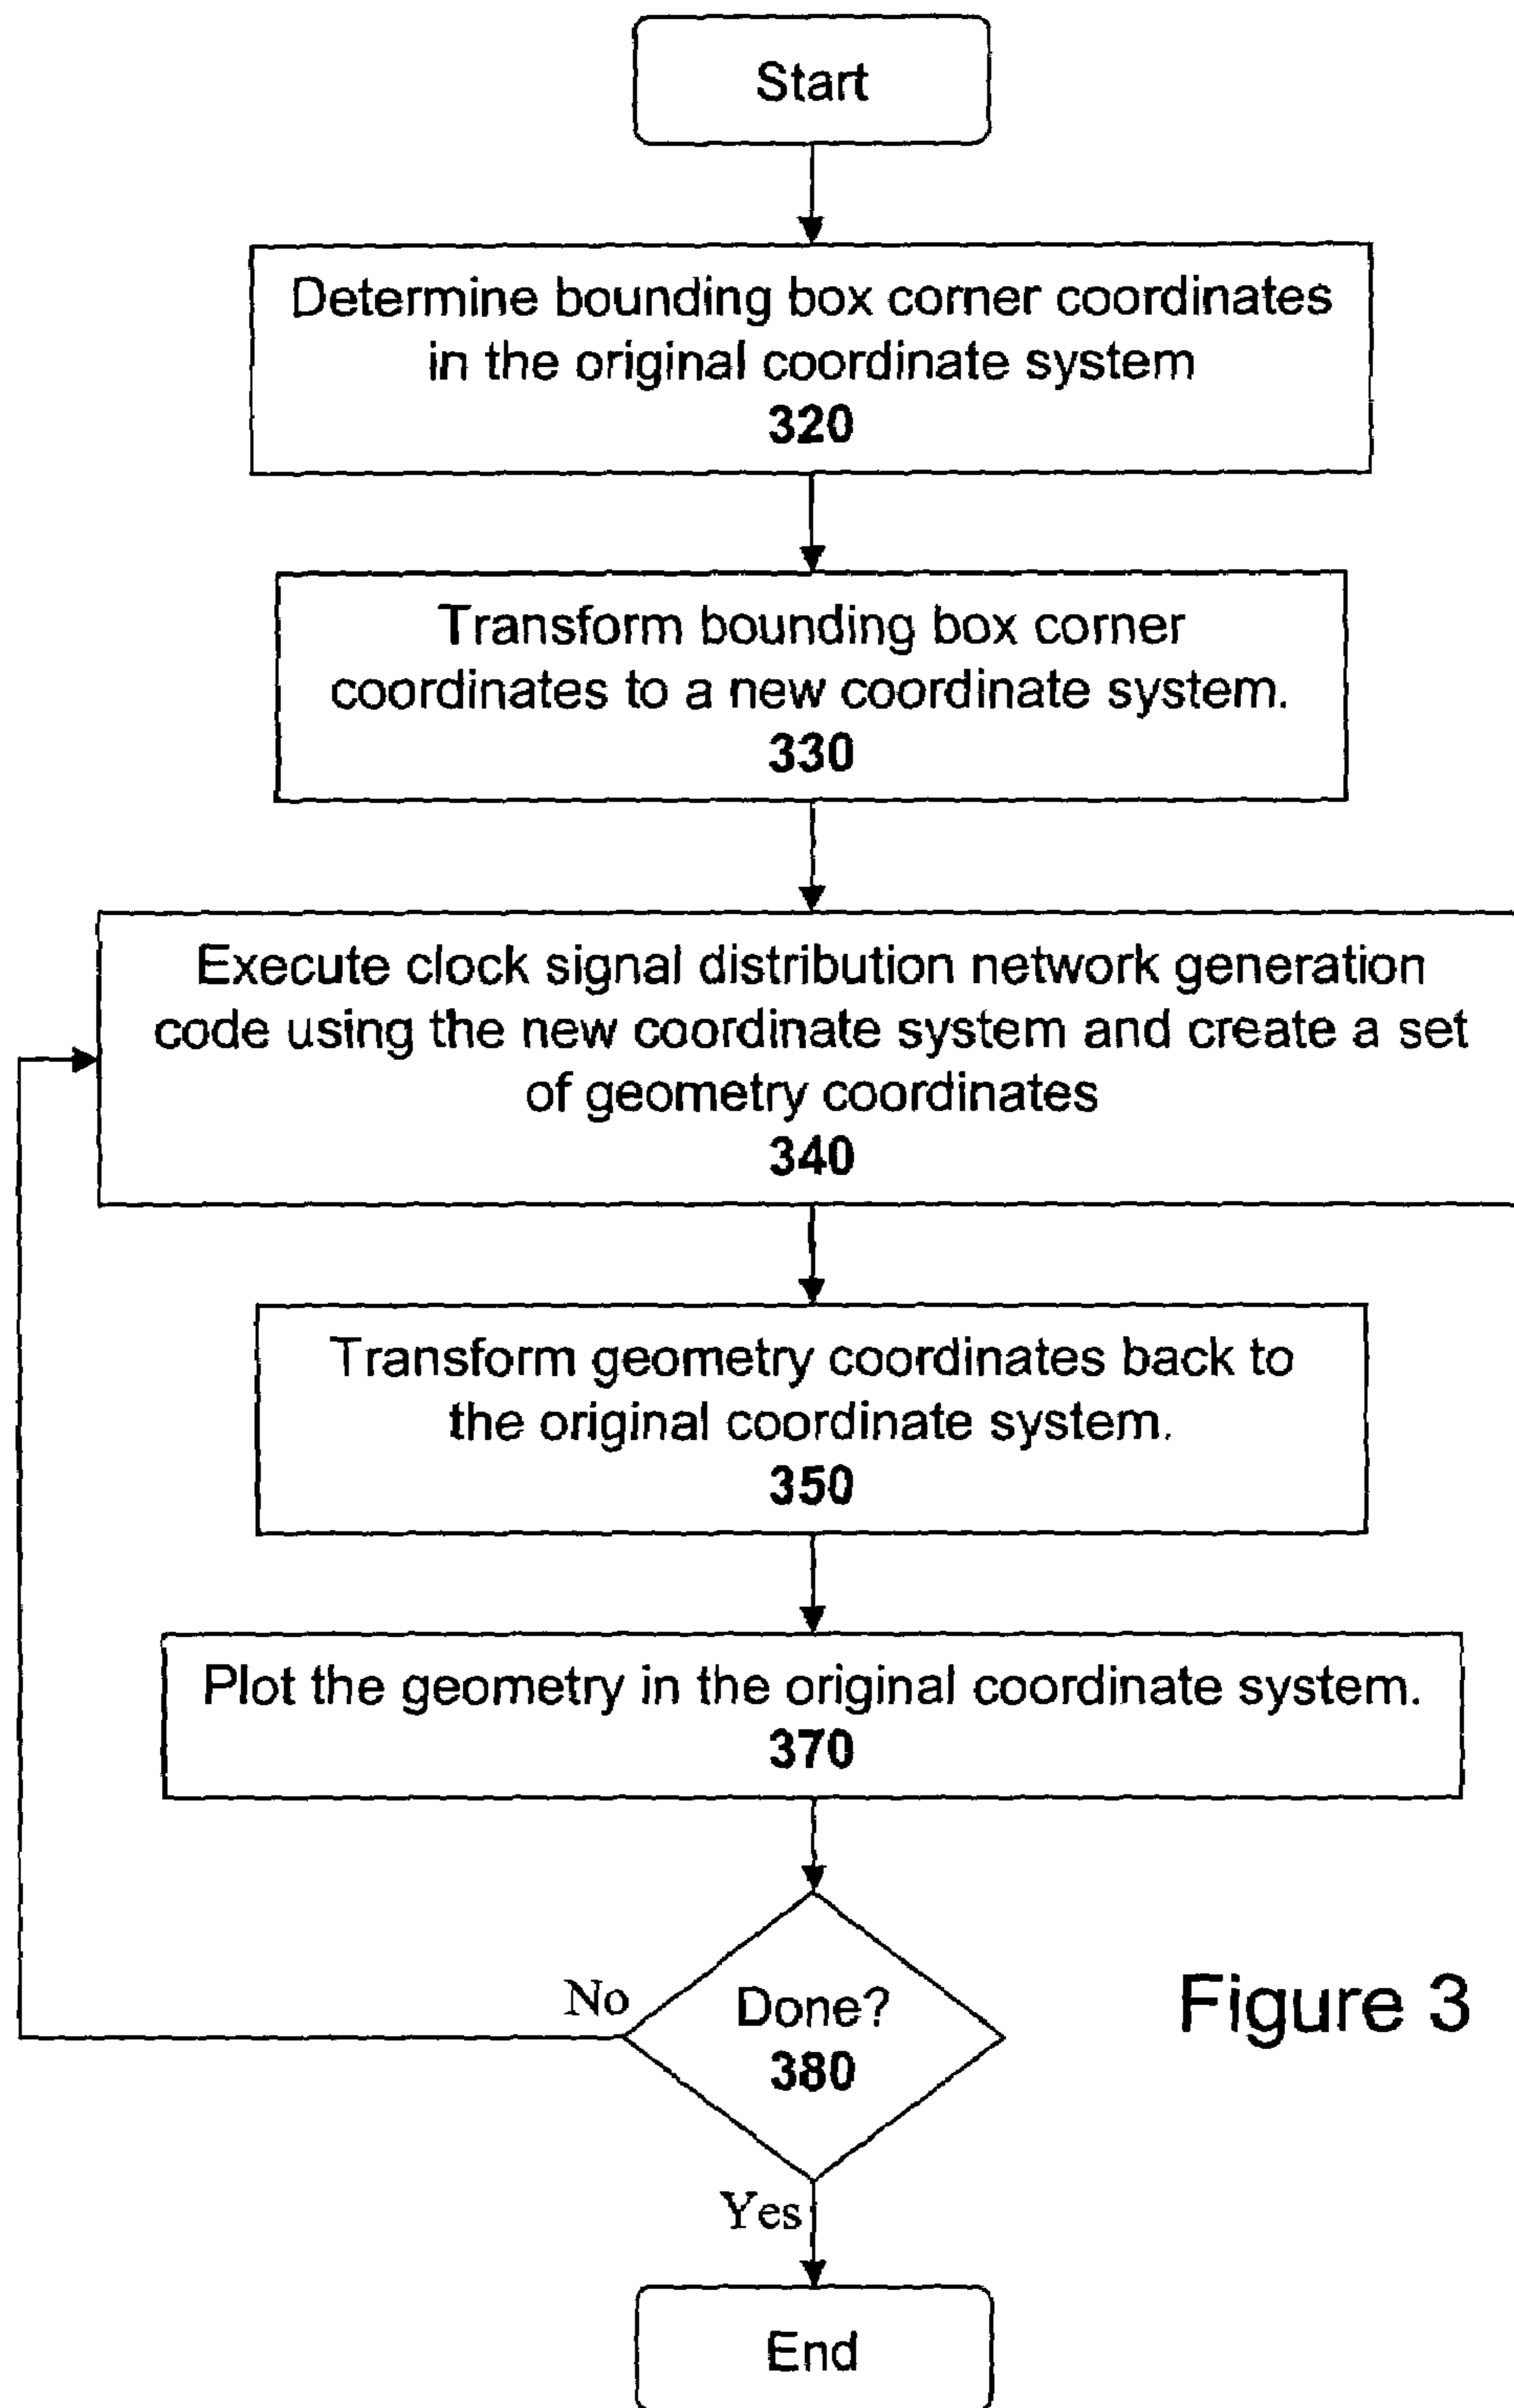 Start
Determine bounding box corner coordinates
in the original coordinate system
320
Transform bounding box corner
coordinates to a new coordinate system.
330
Execute clock signal distribution network generation
code using the new coordinate system and create a set
of geometry coordinates
340
Transform geometry coordinates back to
the original coordinate system.
350
Plot the geometry in the original coordinate system.
370
No
Done?
380
Figure 3
Yes
End